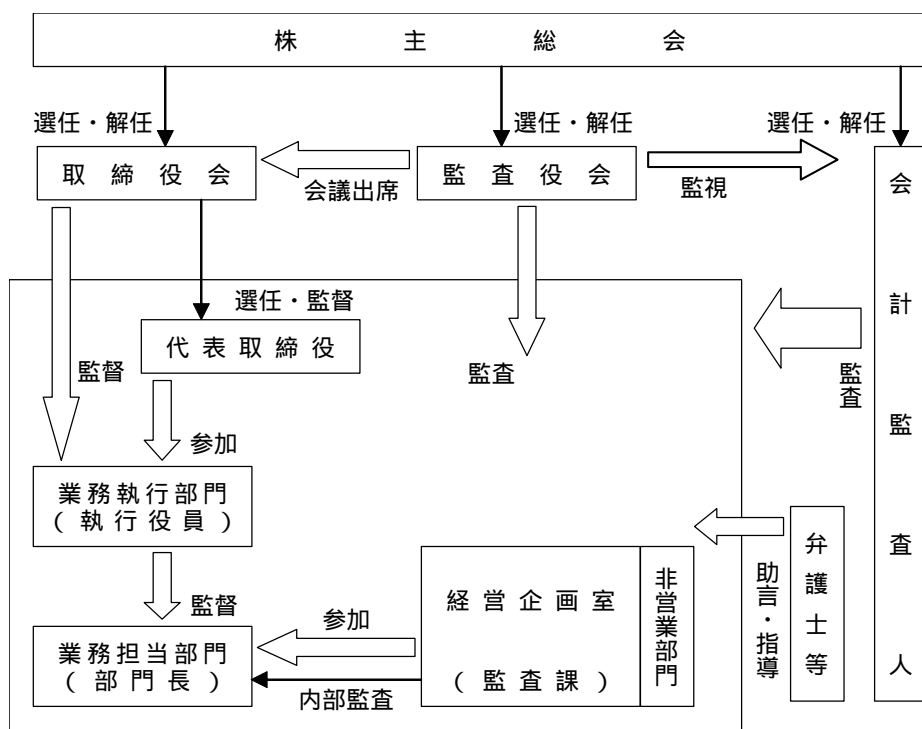 株主総会
選任・解任
選任・解任
選任・解任
取締役会
会議出席
監査役会
監視
会計監査人
選任・監督
代表取締役
監督
監査
監査
参加
業務執行部門
(執行役員)
監督
助言・指導
弁護士等
経営企画室
(監査課)
非営業部門
参加
業務担当部門
(部門長)
内部監査